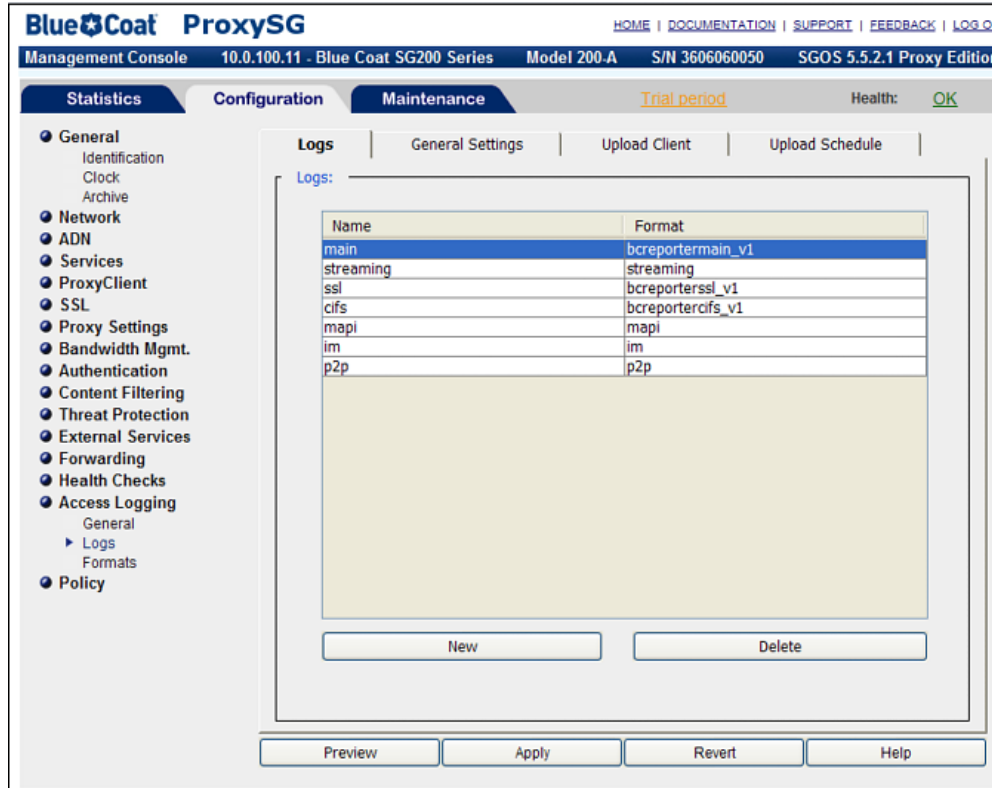 Blue Coat ProxySG
HOME | DOCUMENTATION | SUPPORT | FEEDBACK | LOG O
Management Console 10.0.100.11 - Blue Coat SG200 Series Model 200-A S/N 3606060050 SGOS 5.5.2.1 Proxy Edition
Statistics Configuration Maintenance Trial period Health: OK
General
Identification
Clock
Archive
Network
ADN
Services
ProxyClient
SSL
Proxy Settings
Bandwidth Mgmt.
Authentication
Content Filtering
Threat Protection
External Services
Forwarding
Health Checks
Access Logging
General
Logs
Formats
Policy
Logs General Settings Upload Client Upload Schedule
Logs:
Name Format
main bcreportermain_v1
streaming streaming
ssl bcreporterssl_v1
cifs bcreportercifs_v1
mapi mapi
im im
p2p p2p
New Delete
Preview Apply Revert Help